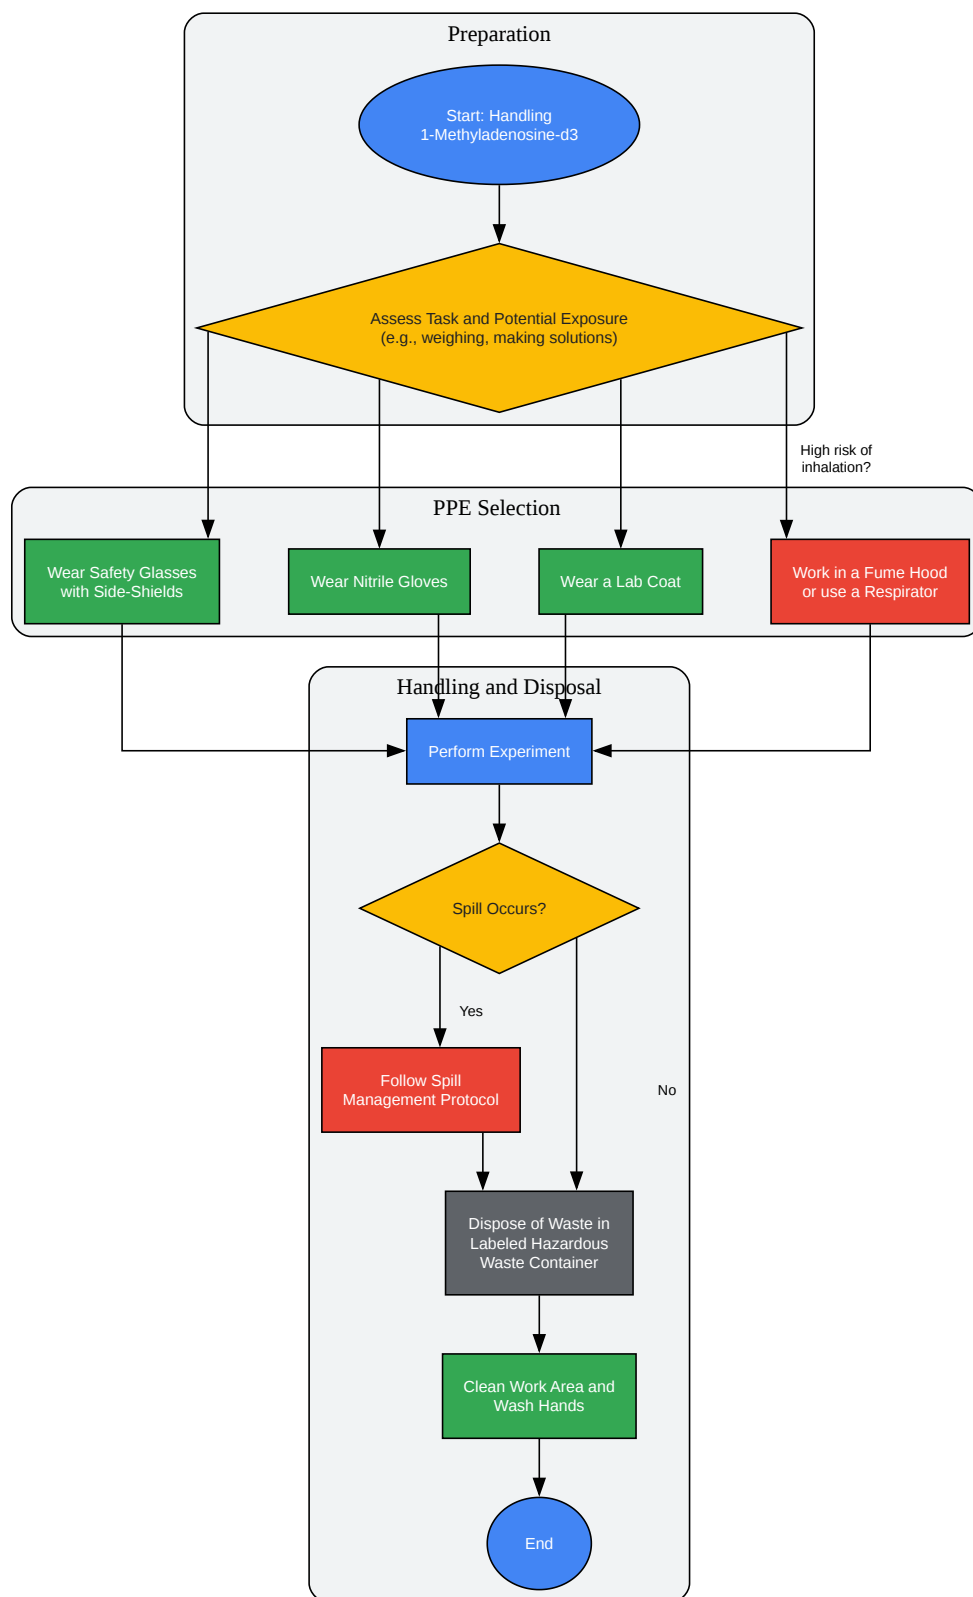 Preparation
Start: Handling
1-Methyladenosine-d3
Assess Task and Potential Exposure
(e.g., weighing, making solutions)
High risk of
inhalation?
PPE Selection
Wear Safety Glasses
with Side-Shields
Wear Nitrile Gloves
Wear a Lab Coat
Work in a Fume Hood
or use a Respirator
Handling and Disposal
Perform Experiment
Spill Occurs?
Yes
Follow Spill
Management Protocol
No
Dispose of Waste in
Labeled Hazardous
Waste Container
Clean Work Area and
Wash Hands
End